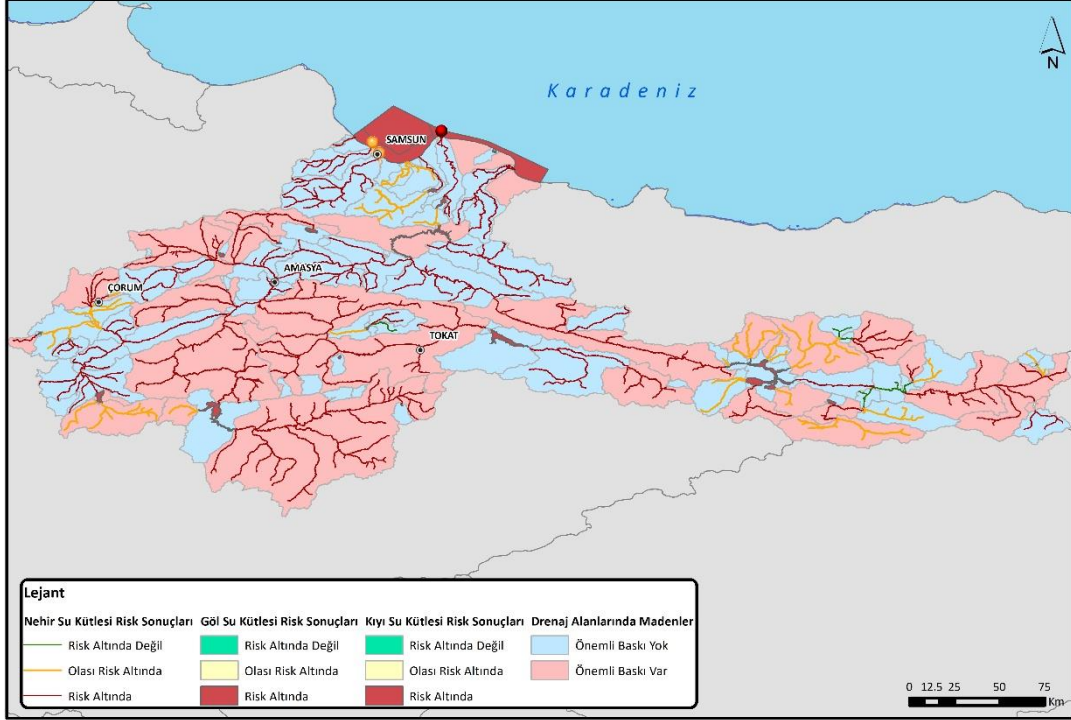 N
Karadeniz
SAMSUN
AMASYA
ÇORUM
TOKAT
Lejant
Nehir Su Kütlesi Risk Sonuçları Göl Su Kütlesi Risk Sonuçları Kıyı Su Kütlesi Risk Sonuçları Drenaj Alanlarında Madenler
Risk Altında Değil Risk Altında Değil Risk Altında Değil Önemli Baskı Yok
Olası Risk Altında Olası Risk Altında Olası Risk Altında Önemli Baskı Var
Risk Altında Risk Altında Risk Altında
0 12.5 25 50 75
Km